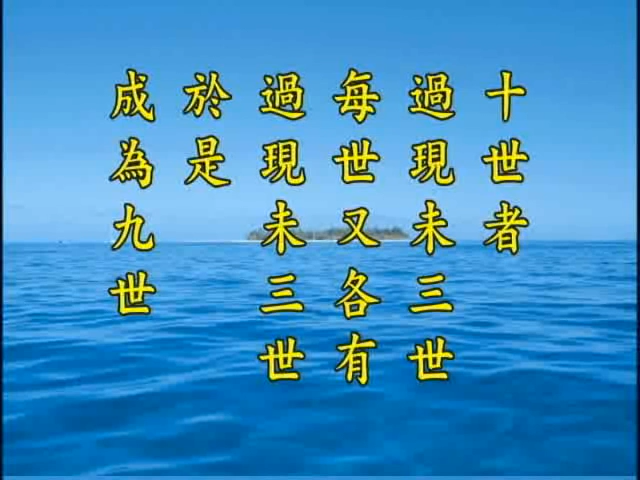 十世者
過現未三世
每世又各有
過現未三世
於是
成為九世